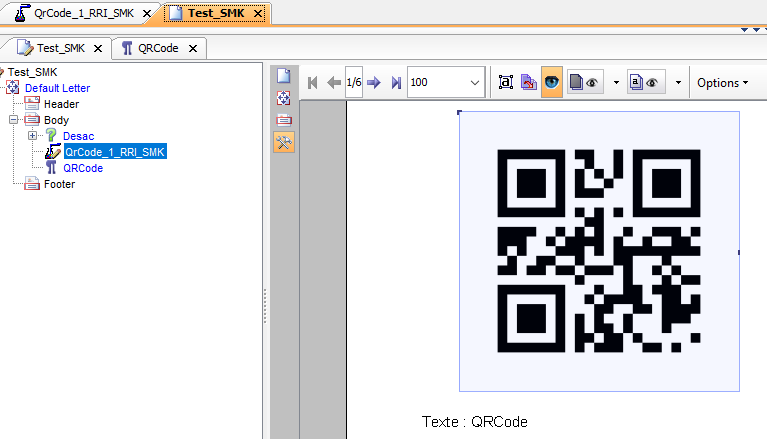 QrCode_1_RRI_SMK Test_SMK
Test_SMK QRCode
Test_SMK
Default Letter
Header
Body
Desac
QrCode_1_RRI_SMK
QRCode
Footer
1/6 100 Options
Texte : QRCode